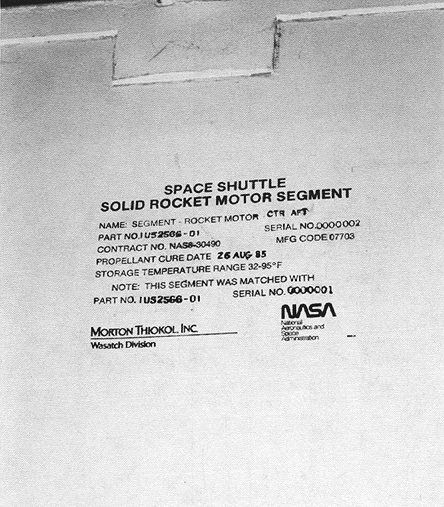 SPACE SHUTTLE
SOLID ROCKET MOTOR SEGMENT
NAME: SEGMENT - ROCKET MOTOR CTR AFT
PART NO. 1U52566-01 SERIAL NO. 0000002
CONTRACT NO. NAS8-30490 MFG CODE 07703
PROPELLANT CURE DATE 26 AUG 85
STORAGE TEMPERATURE RANGE 32-95°F
NOTE: THIS SEGMENT WAS MATCHED WITH
PART NO. 1U52566-01 SERIAL NO. 0000001
MORTON THIOKOL, INC.
Wasatch Division
NASA
National
Aeronautics and
Space
Administration